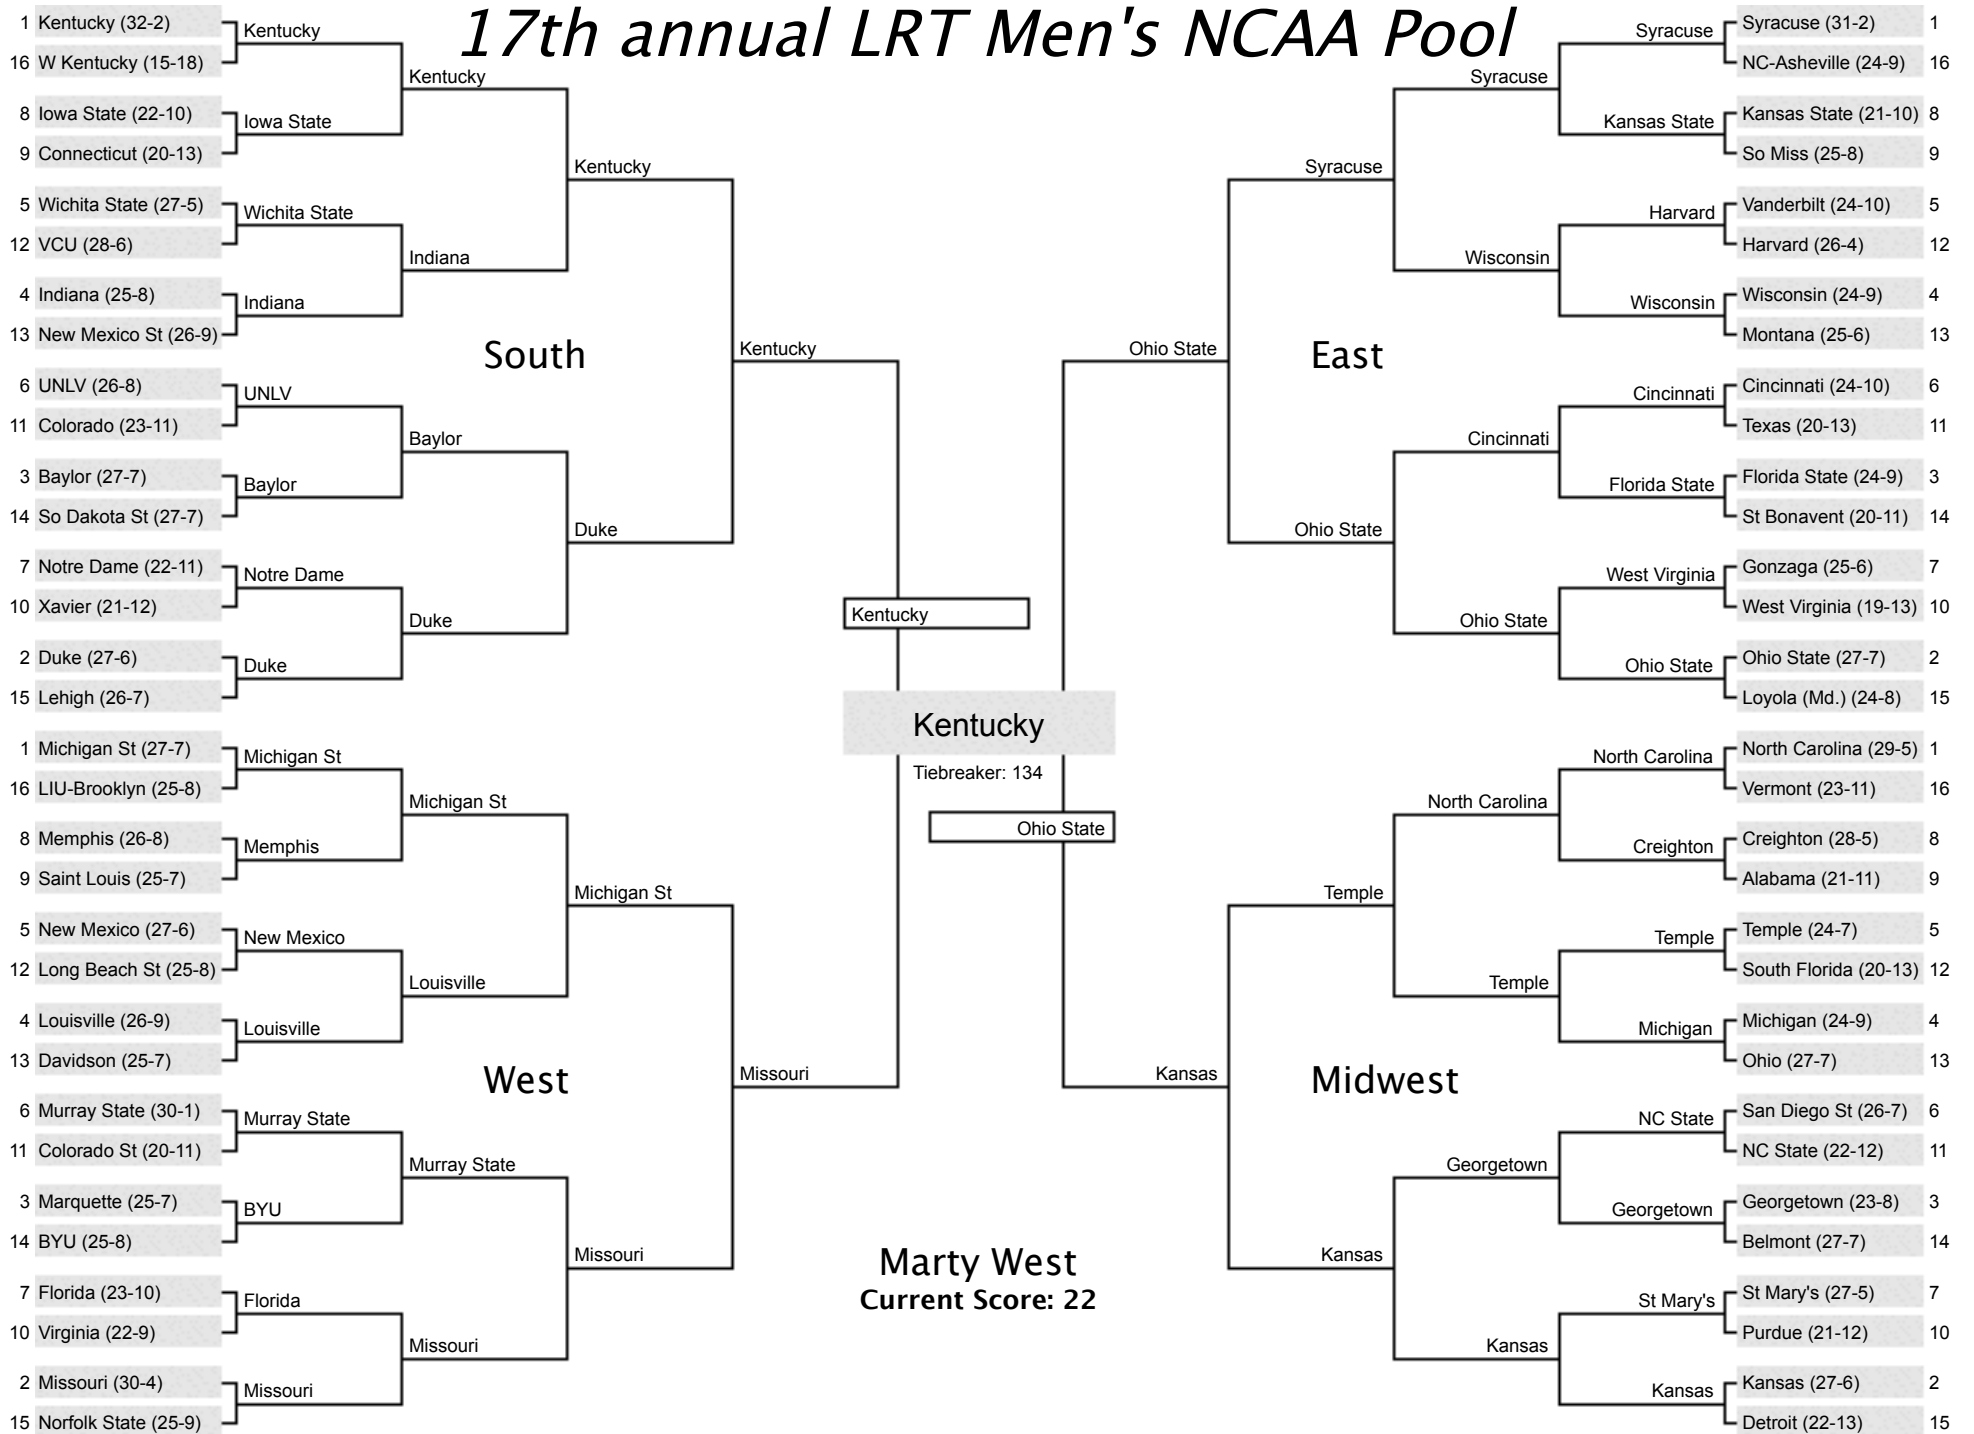 17th annual LRT Men's NCAA Pool
1 Kentucky (32-2)
16 W Kentucky (15-18)
8 Iowa State (22-10)
9 Connecticut (20-13)
5 Wichita State (27-5)
12 VCU (28-6)
4 Indiana (25-8)
13 New Mexico St (26-9)
6 UNLV (26-8)
11 Colorado (23-11)
3 Baylor (27-7)
14 So Dakota St (27-7)
7 Notre Dame (22-11)
10 Xavier (21-12)
2 Duke (27-6)
15 Lehigh (26-7)
Kentucky
Iowa State
Wichita State
Indiana
UNLV
Baylor
Notre Dame
Duke
Kentucky
Indiana
Baylor
Duke
Kentucky
Duke
South
Kentucky
1 Michigan St (27-7)
16 LIU-Brooklyn (25-8)
8 Memphis (26-8)
9 Saint Louis (25-7)
5 New Mexico (27-6)
12 Long Beach St (25-8)
4 Louisville (26-9)
13 Davidson (25-7)
6 Murray State (30-1)
11 Colorado St (20-11)
3 Marquette (25-7)
14 BYU (25-8)
7 Florida (23-10)
10 Virginia (22-9)
2 Missouri (30-4)
15 Norfolk State (25-9)
Michigan St
Memphis
New Mexico
Louisville
Murray State
BYU
Florida
Missouri
Michigan St
Louisville
Murray State
Missouri
Michigan St
Missouri
West
Missouri
Kentucky
Kentucky
Tiebreaker: 134
Ohio State
Marty West
Current Score: 22
Ohio State
East
Syracuse
Ohio State
Syracuse
Wisconsin
Cincinnati
Ohio State
Syracuse
Kansas State
Harvard
Wisconsin
Cincinnati
Florida State
West Virginia
Ohio State
Syracuse (31-2) 1
NC-Asheville (24-9) 16
Kansas State (21-10) 8
So Miss (25-8) 9
Vanderbilt (24-10) 5
Harvard (26-4) 12
Wisconsin (24-9) 4
Montana (25-6) 13
Cincinnati (24-10) 6
Texas (20-13) 11
Florida State (24-9) 3
St Bonavent (20-11) 14
Gonzaga (25-6) 7
West Virginia (19-13) 10
Ohio State (27-7) 2
Loyola (Md.) (24-8) 15
Kansas
Midwest
Temple
Kansas
North Carolina
Temple
Georgetown
Kansas
North Carolina
Creighton
Temple
Michigan
NC State
Georgetown
St Mary's
Kansas
North Carolina (29-5) 1
Vermont (23-11) 16
Creighton (28-5) 8
Alabama (21-11) 9
Temple (24-7) 5
South Florida (20-13) 12
Michigan (24-9) 4
Ohio (27-7) 13
San Diego St (26-7) 6
NC State (22-12) 11
Georgetown (23-8) 3
Belmont (27-7) 14
St Mary's (27-5) 7
Purdue (21-12) 10
Kansas (27-6) 2
Detroit (22-13) 15